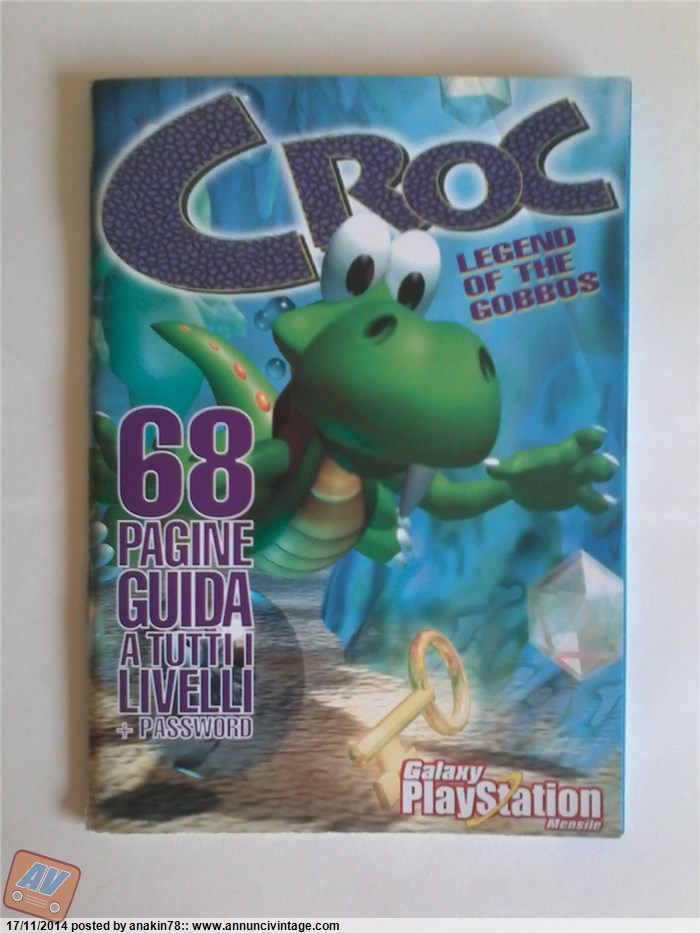 CROC
LEGEND
OF THE
GOBBOS
68
PAGINE
GUIDA
A TUTTI I
LIVELLI
+ PASSWORD
Galaxy
PlayStation
Mensile
AV
17/11/2014 posted by anakin78:: www.annuncivintage.com